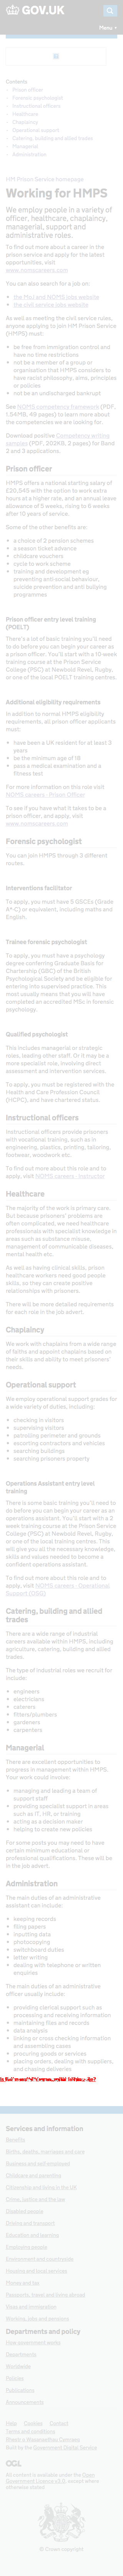 GOV.UK
Menu
Contents
Prison officer
Forensic psychologist
Instructional officers
Healthcare
Chaplaincy
Operational support
Catering, building and allied trades
Managerial
Administration
HM Prison Service homepage
Working for HMPS
We employ people in a variety of
officer, healthcare, chaplaincy,
managerial, support and
administrative roles.
To find out more about a career in
the prison service and the latest
opportunities, visit
www.nomscareers.com
You can also search for a job on:
the MoJ and NOMS jobs website
the civil service jobs website
As well as meeting the civil service
rules, anyone wishing to join HM Prison
Service (HMPS) must:
be free from immigration control
and have no time restrictions
not be a member of a group or
organisation that HMPS considers
to be racist
have the right physical and mental
capabilities to do the role
not be an undischarged bankrupt
See NOMS competency framework (PDF,
1.34MB, 49 pages) to learn more about
the competencies we are looking for.
Download positive Competency writing
samples (PDF, 202KB, 2 pages) for Band
2 and 3 applications.
Prison officer
HMPS offers a national starting salary of
£20,545 with the option to work extra
hours at a higher rate, and an annual
leave allowance of 5 weeks, rising to 6
weeks after 10 years of service.
Some of the other benefits are:
a choice of 2 pension schemes
a season ticket advance
childcare vouchers
cycle to work scheme
training and development eg
preventing anti-social behaviour,
suicide prevention and anti bullying
programmes
Prison officer entry level training
(POELT)
There's a lot of basic training you'll need
to do before you can begin your career
as a prison officer. You'll start with a 10
week training course at the Prison Service
College (PSC) at Newbold Revel, Rugby,
or one of the local POELT training centres.
Additional eligibility requirements
In addition to normal HMPS eligibility
requirements, all prison officer applicants
must:
have been a UK resident for at least 3
years
be the minimum age of 18
pass a medical examination and a
fitness test
For more information on this role visit
NOMS careers - Prison Officer
To see if you have what it takes to be a
prison officer, and apply, visit
www.nomscareers.com
Forensic psychologist
You can join HMPS through 3 different
routes.
Interventions facilitator
To apply, you must have 5 GSCEs (Grade
A*-C) or equivalent, including maths and
English.
Trainee forensic psychologist
To apply, you must have a psychology
degree conferring Graduate Basis for
Chartership (GBC) from the British
Psychological Society and be eligible for
entering into supervised practice. This
most usually means that you will have
completed an accredited MSc in forensic
psychology.
Qualified psychologist
This includes managerial or strategic
roles, leading other staff. Or it may be a
special role involving direct
assessment and intervention services.
To apply, you must be registered with the
Health and Care Profession Council
(HCPC), and have chartered status.
Instructional officers
Instructional officers provide prisoners
with work and vocational training such as
engineering, plastics, printing, tailoring,
footwear, woodwork etc.
To find out more about this role and to
apply, visit NOMS careers - Instructor
Healthcare
The majority of the work is in primary care.
But because prisoners' problems are
often complicated, we need healthcare
professionals with additional knowledge in
areas such as substance misuse,
management of communicable diseases
and mental health.
As well as having clinical skills, prison
healthcare workers need good people
skills, so they can create positive
relationships with prisoners.
There will be more detailed requirements
for each role in the job advert.
Chaplaincy
We work with chaplains from a wide range
of faiths and appoint chaplains based on
their skills and ability to meet prisoners'
needs.
Operational support
We employ operational support grades for
a wide variety of duties, including:
checking in visitors
supervising visitors
patrolling perimeter and grounds
escorting contractors and vehicles
searching buildings
searching prisoners property
Operations Assistant entry level
training
There is some basic training you'll need to
do before you can begin your career in
operations. You'll start with a 2 week
training course at the Prison Service
College (PSC) at Newbold Revel, Rugby,
or at a local training centre. There are
assessments throughout the course and
you will need to complete it successfully
before you are confirmed as an
operational assistant.
To find out more about this role and to
apply, visit NOMS careers - Operational
Support (OSG)
Catering, building and allied
trades
There are a wide range of industrial
careers available within HMPS, including
agriculture, catering, building and allied
trades.
The type of industrial roles we recruit for
include:
engineers
electricians
caterers
fitters/plumbers
gardeners
carpenters
Managerial
There are excellent opportunities to
progress in management within HMPS.
Your work could involve:
managing and leading a team of
support staff
providing specialist support in areas
such as IT, HR, or training
acting as a decision maker
helping to create new policies
For some posts you may need to have
certain minimum educational or
professional qualifications. These will be
in the job advert.
Administration
The main duties of an administrative
assistant can include:
keeping records
filing papers
inputting data
photocopying
switchboard duties
letter writing
dealing with telephone or written
enquiries
The main duties of an administrative
officer usually include:
providing clerical support such as
processing and receiving information
maintaining files and records
data analysis
linking or cross checking information
and assembling cases
procuring goods or services
placing orders, dealing with suppliers,
and chasing deliveries
Services and information
Benefits
Births, deaths, marriages and care
Business and self-employed
Childcare and parenting
Citizenship and living in the UK
Crime, justice and the law
Disabled people
Driving and transport
Education and learning
Employing people
Environment and countryside
Housing and local services
Money and tax
Passports, travel and living abroad
Visas and immigration
Working, jobs and pensions
Departments and policy
How government works
Departments
Worldwide
Policies
Publications
Announcements
Help Cookies Contact
Terms and conditions
Rhestr o Wasanaethau Cymraeg
Built by the Government Digital Service
OGL
All content is available under the Open
Government Licence v3.0, except where
otherwise stated
© Crown copyright